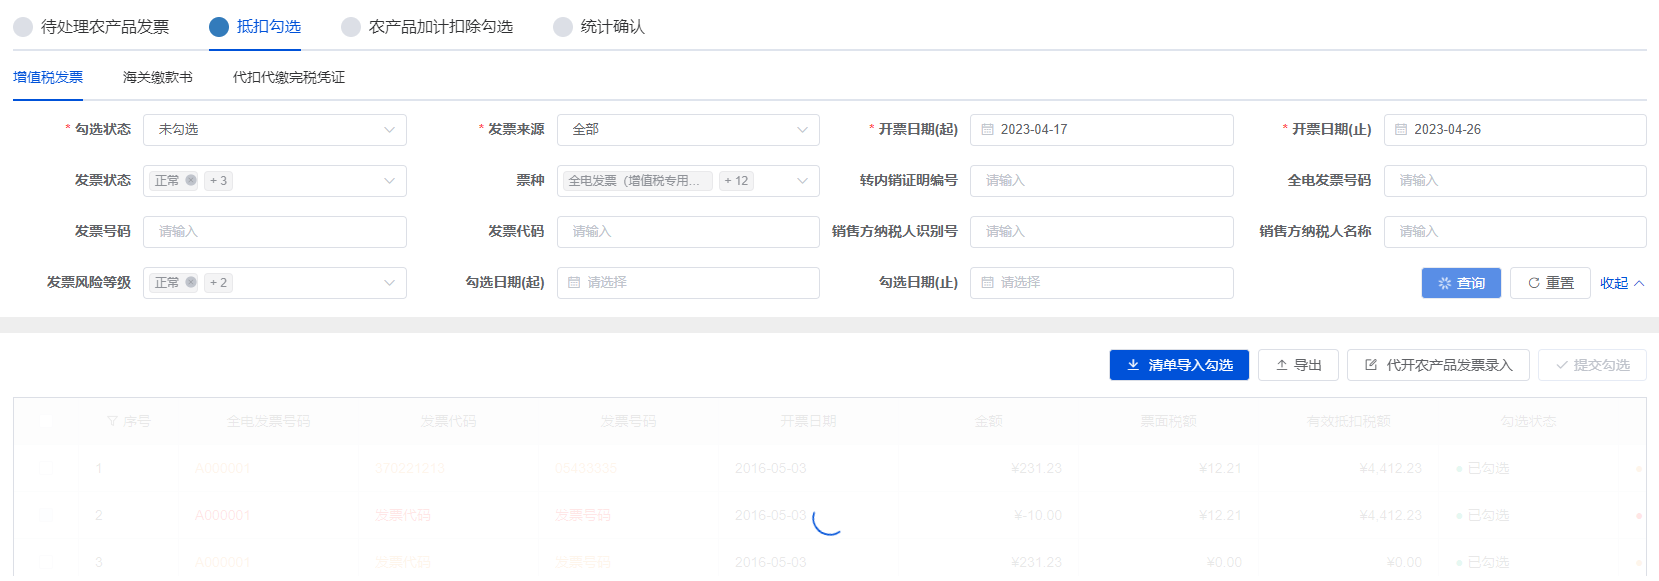 待处理农产品发票 抵扣勾选 农产品加计扣除勾选 统计确认
增值税发票 海关缴款书 代扣代缴完税凭证
* 勾选状态 未勾选 * 发票来源 全部 * 开票日期(起) 2023-04-17 * 开票日期(止) 2023-04-26
发票状态 正常 + 3 票种 全电发票（增值税专用... + 12 转内销证明编号 请输入 全电发票号码 请输入
发票号码 请输入 发票代码 请输入 销售方纳税人识别号 请输入 销售方纳税人名称 请输入
发票风险等级 正常 + 2 勾选日期(起) 请选择 勾选日期(止) 请选择 查询 重置 收起
清单导入勾选 导出 代开农产品发票录入 提交勾选
序号 全电发票号码 发票代码 发票号码 开票日期 金额 票面税额 有效抵扣税额 勾选状态
1 A000001 370221213 08433335 2016-05-03 ¥231.23 ¥12.21 ¥4,412.23 已勾选
2 A000001 发票代码 发票号码 2016-05-03 ¥-10.00 ¥12.21 ¥4,412.23 已勾选
3 A000001 发票代码 发票号码 2016-05-03 ¥231.23 ¥0.00 ¥0.00 已勾选